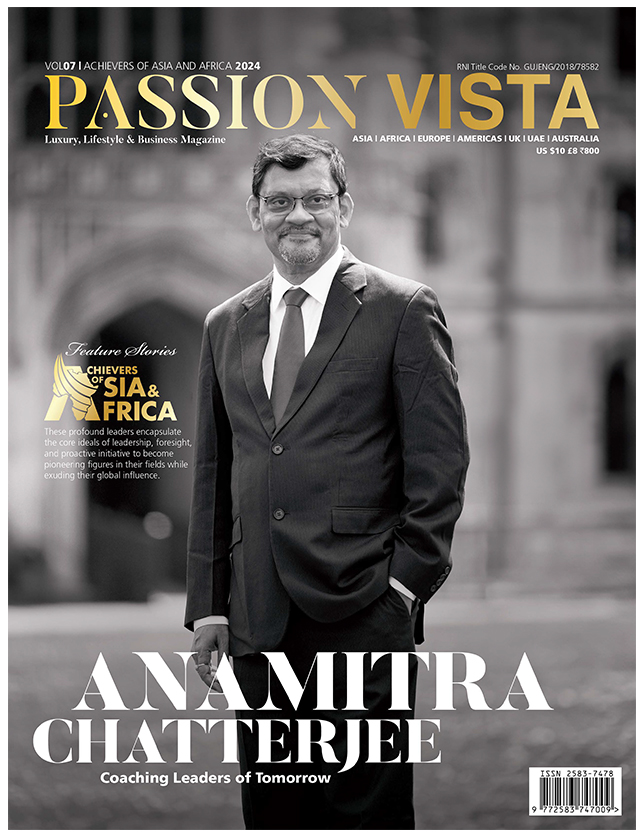 VOL07 | ACHIEVERS OF ASIA AND AFRICA 2024
RNI Title Code No. GUJENG/2018/78582
PASSION VISTA
Luxury, Lifestyle & Business Magazine
ASIA | AFRICA | EUROPE | AMERICAS | UK | UAE | AUSTRALIA
US $10 £8 ₹800
Feature Stories
ACHIEVERS
OF ASIA &
AFRICA
These profound leaders encapsulate
the core ideals of leadership, foresight,
and proactive initiative to become
pioneering figures in their fields while
exuding their global influence.
ANAMITRA
CHATTERJEE
Coaching Leaders of Tomorrow
ISSN 2583-7478
9 772583 747009 >